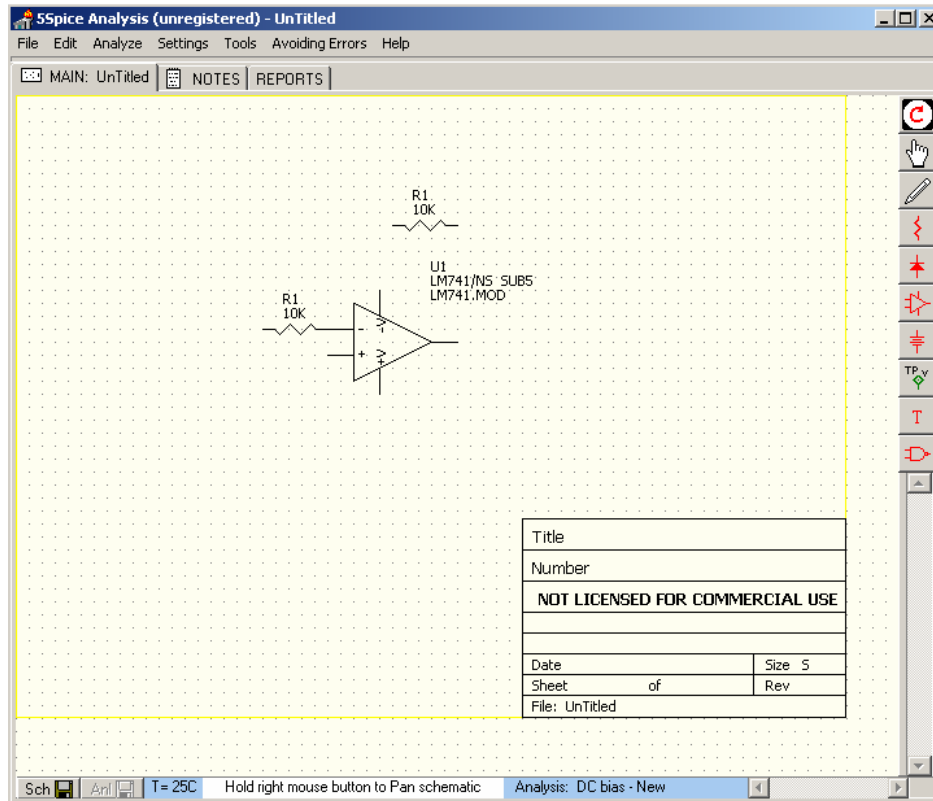 5Spice Analysis (unregistered) - UnTitled
File Edit Analyze Settings Tools Avoiding Errors Help
MAIN: UnTitled NOTES REPORTS
R1
10K
U1
LM741/NS SUB5
LM741.MOD
R1
10K
- V-
+ V+
TP V
T
Title
Number
NOT LICENSED FOR COMMERCIAL USE
Date Size S
Sheet of Rev
File: UnTitled
Sch Anl T= 25C Hold right mouse button to Pan schematic Analysis: DC bias - New